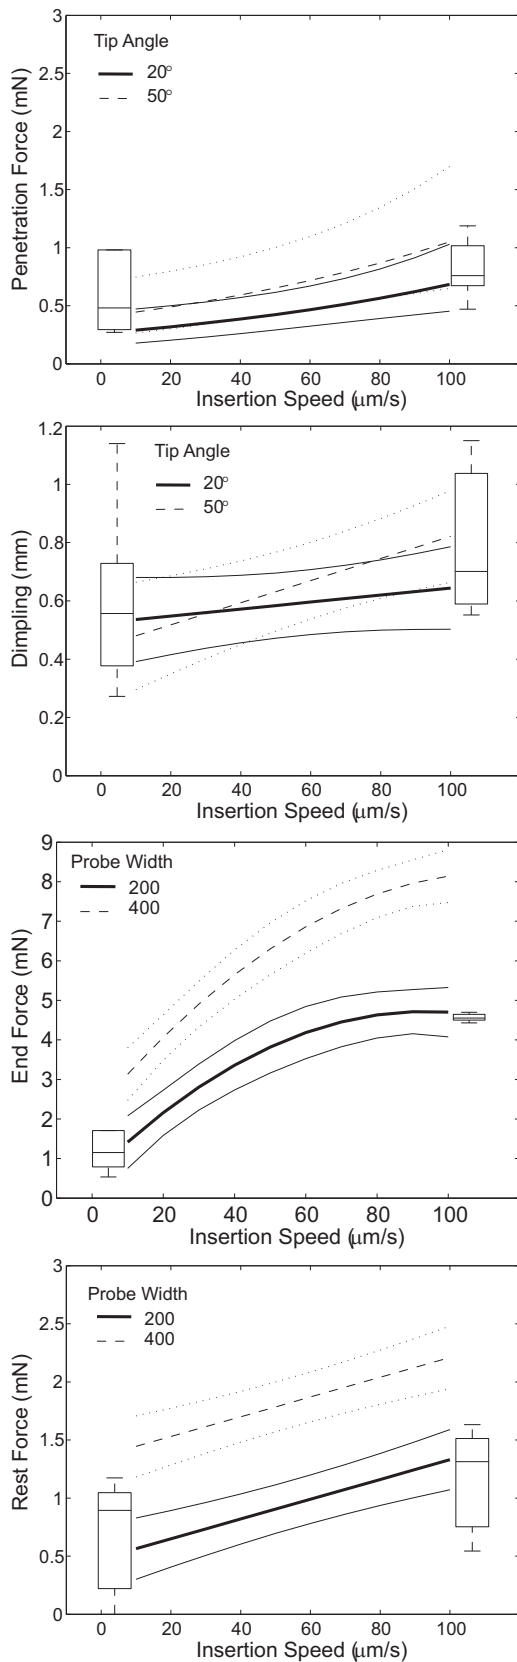 3
Tip Angle
20°
50°
2.5
2
1.5
1
0.5
0
Penetration Force (mN)
0 20 40 60 80 100
Insertion Speed (μm/s)
1.2
Tip Angle
20°
50°
1
0.8
0.6
0.4
0.2
0
Dimpling (mm)
0 20 40 60 80 100
Insertion Speed (μm/s)
9
Probe Width
200
400
8
7
6
5
4
3
2
1
0
End Force (mN)
0 20 40 60 80 100
Insertion Speed (μm/s)
3
Probe Width
200
400
2.5
2
1.5
1
0.5
0
Rest Force (mN)
0 20 40 60 80 100
Insertion Speed (μm/s)